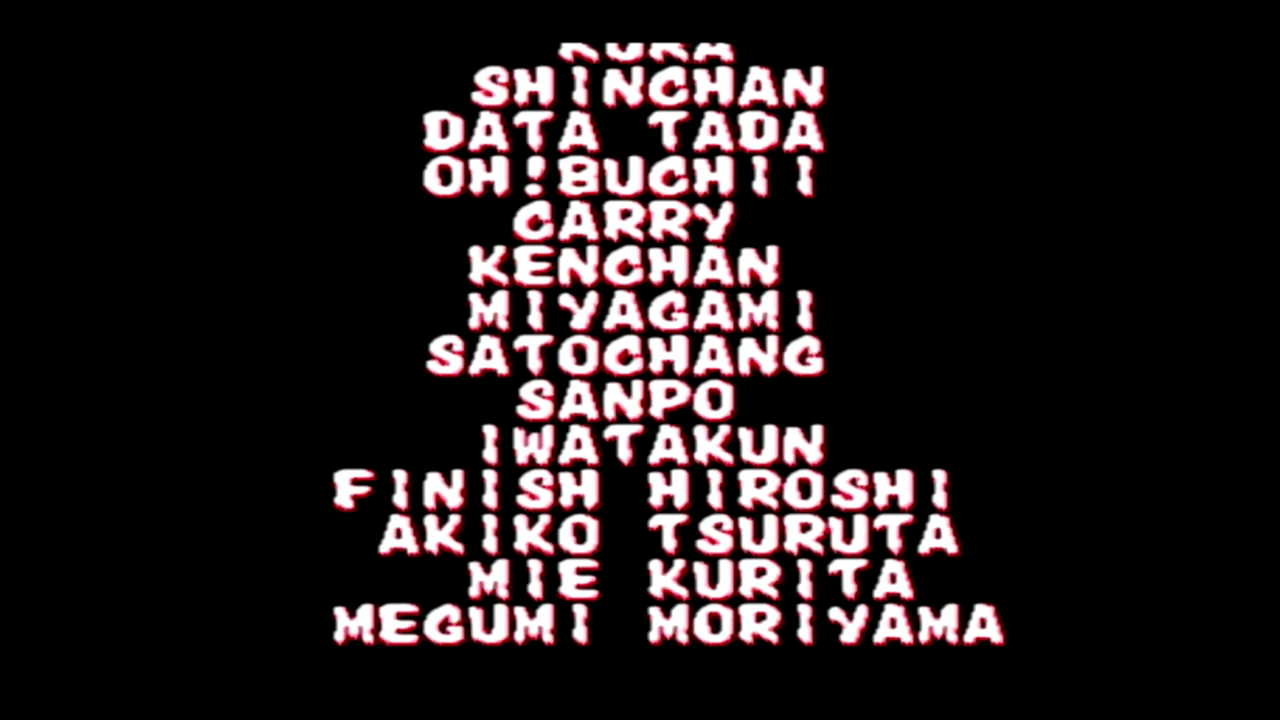 SHINCHAN
DATA TADA
OH!BUCHII
CARRY
KENCHAN
MIYAGAMI
SATOCHANG
SANPO
IWATAKUN
FINISH HIROSHI
AKIKO TSURUTA
MIE KURITA
MEGUMI MORIYAMA